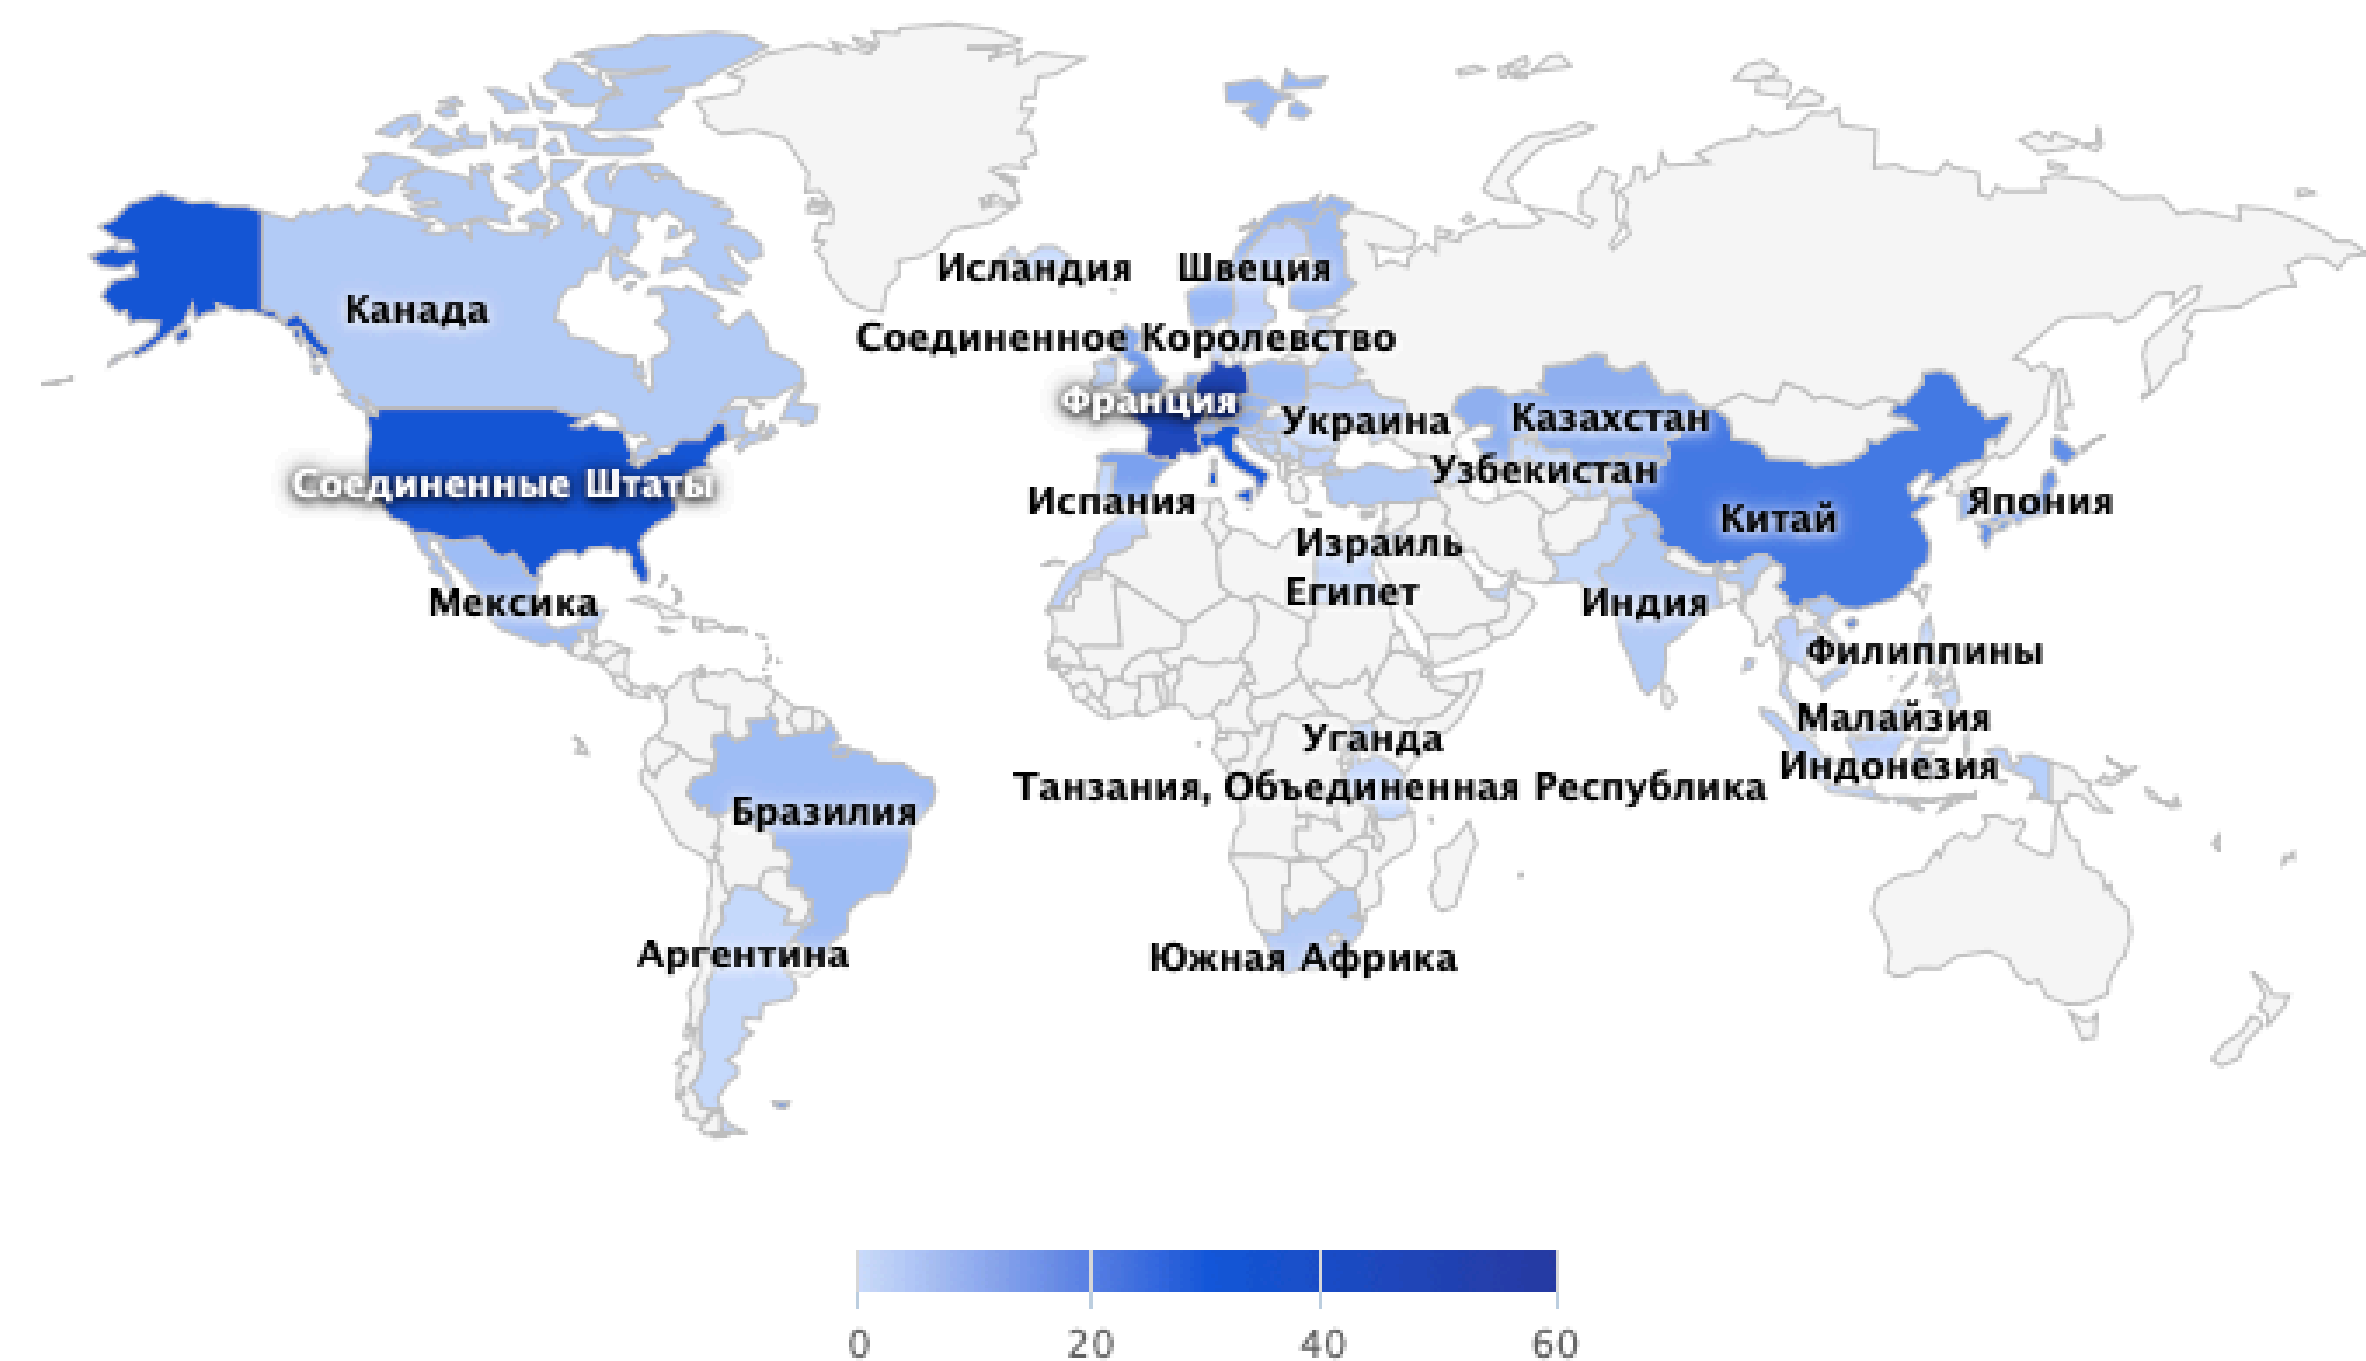 Исландия
Швеция
Канада
Соединенное Королевство
Франция
Украина
Казахстан
Узбекистан
Соединенные Штаты
Испания
Япония
Китай
Израиль
Египет
Мексика
Индия
Филиппины
Малайзия
Уганда
Индонезия
Танзания, Объединенная Республика
Бразилия
Аргентина
Южная Африка
0 20 40 60